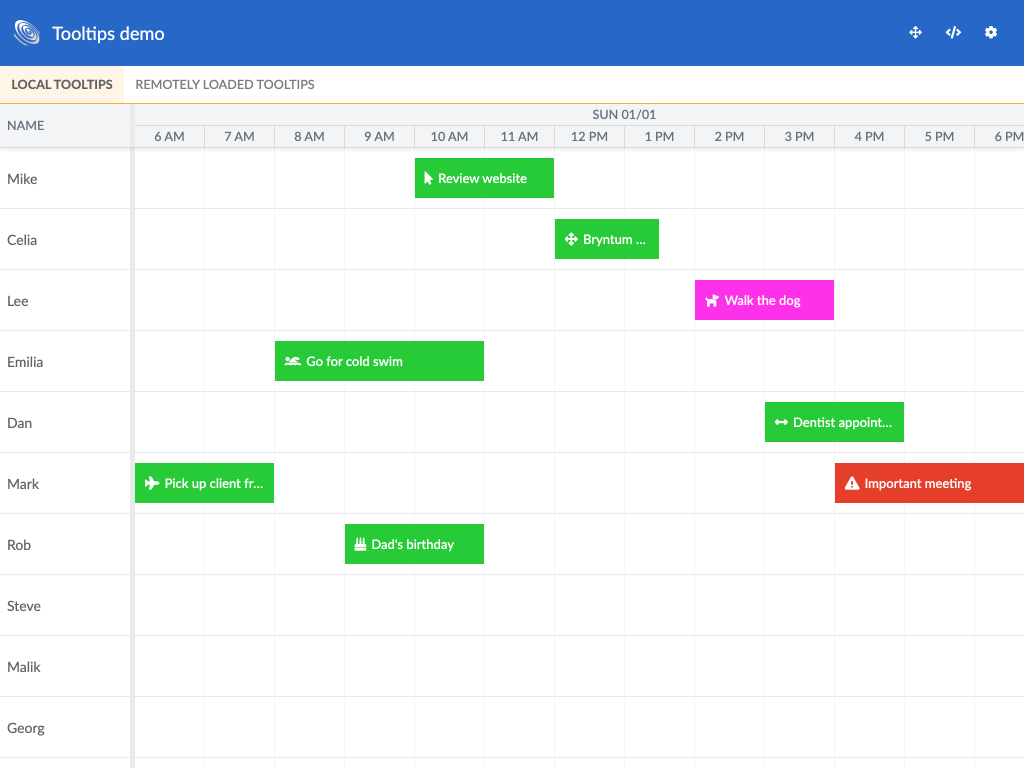 Tooltips demo
LOCAL TOOLTIPS REMOTELY LOADED TOOLTIPS
NAME
SUN 01/01
6 AM 7 AM 8 AM 9 AM 10 AM 11 AM 12 PM 1 PM 2 PM 3 PM 4 PM 5 PM 6 PM
Mike Review website
Celia Bryntum ...
Lee Walk the dog
Emilia Go for cold swim
Dan Dentist appoint...
Mark Pick up client fr... Important meeting
Rob Dad's birthday
Steve
Malik
Georg